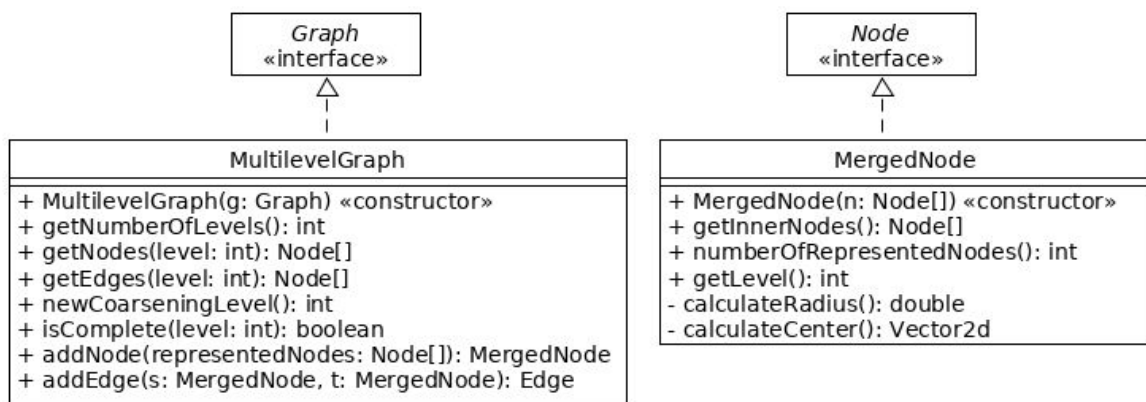 Graph
«interface»
Node
«interface»
MultilevelGraph
+ MultilevelGraph(g: Graph) «constructor»
+ getNumberOfLevels(): int
+ getNodes(level: int): Node[]
+ getEdges(level: int): Node[]
+ newCoarseningLevel(): int
+ isComplete(level: int): boolean
+ addNode(representedNodes: Node[]): MergedNode
+ addEdge(s: MergedNode, t: MergedNode): Edge
MergedNode
+ MergedNode(n: Node[]) «constructor»
+ getInnerNodes(): Node[]
+ numberOfRepresentedNodes(): int
+ getLevel(): int
- calculateRadius(): double
- calculateCenter(): Vector2d